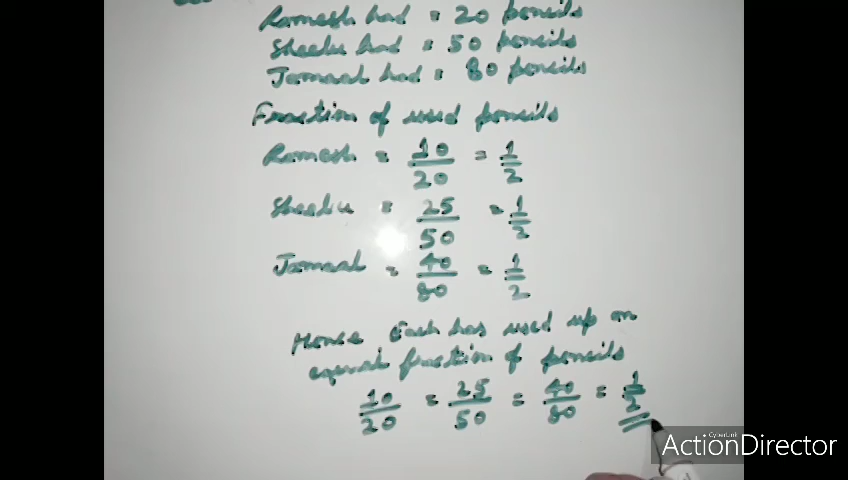 Ramesh had = 20 pencils
Sheelu had = 50 pencils
Jamaal had = 80 pencils
Fraction of used pencils
Ramesh = 10/20 = 1/2
Sheelu = 25/50 = 1/2
Jamaal = 40/80 = 1/2
Hence Each has used up an
equal fraction of pencils
10/20 = 25/50 = 40/80 = 1/2
CyberLink
ActionDirector